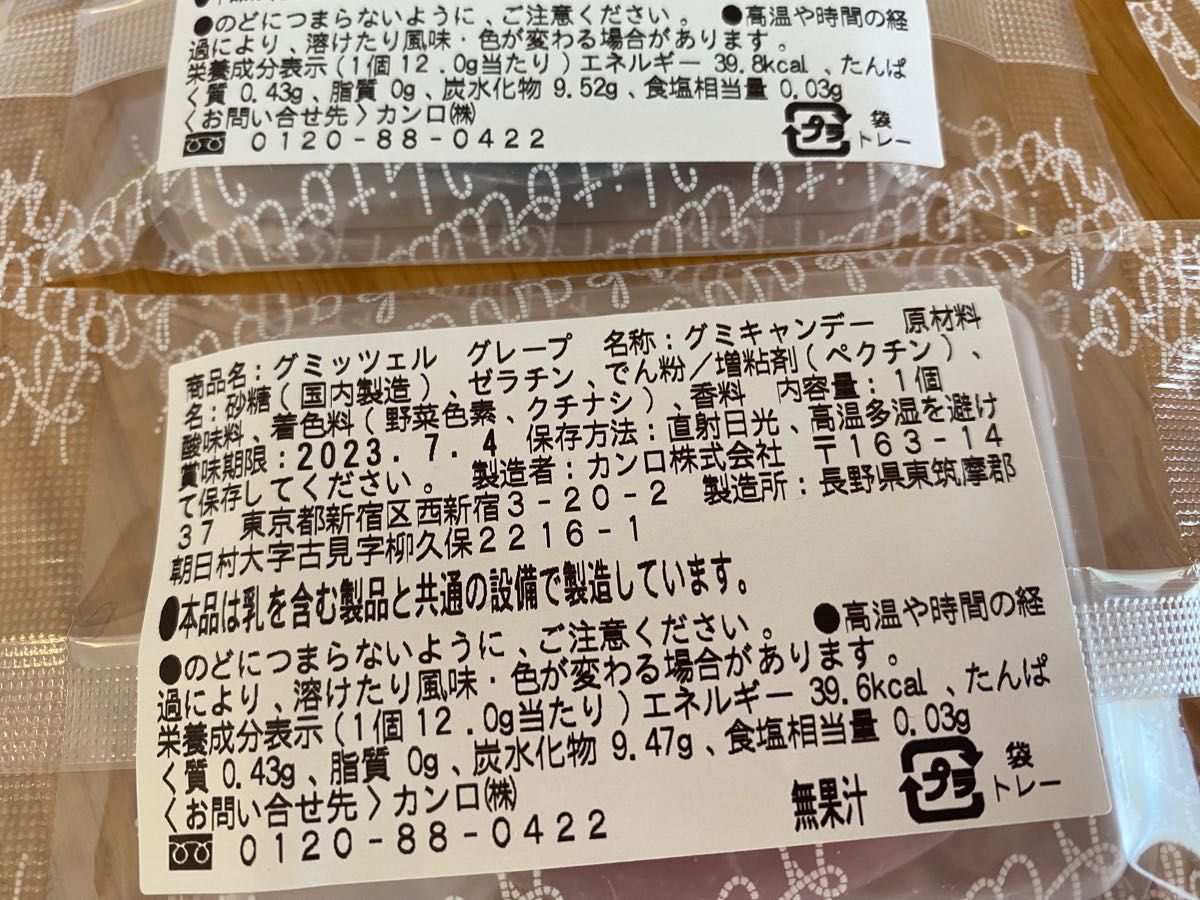 ●のどにつまらないように、ご注意ください。 ●高温や時間の経
過により、溶けたり風味・色が変わる場合があります。
栄養成分表示(1個12.0g当たり)エネルギー 39.8kcal、たんぱ
く質 0.43g、脂質 0g、炭水化物 9.52g、食塩相当量 0.03g
〈お問い合せ先〉カンロ㈱
0120-88-0422
プラ
袋
トレー
商品名:グミッツェル グレープ 名称:グミキャンデー 原材料
名:砂糖(国内製造)、ゼラチン、でん粉/増粘剤(ペクチン)、
酸味料、着色料(野菜色素、クチナシ)、香料 内容量:1個
賞味期限:2023.7.4 保存方法:直射日光、高温多湿を避け
て保存してください。 製造者:カンロ株式会社 〒163-14
37 東京都新宿区西新宿3-20-2 製造所:長野県東筑摩郡
朝日村大字古見字柳久保2216-1
●本品は乳を含む製品と共通の設備で製造しています。
●のどにつまらないように、ご注意ください。 ●高温や時間の経
過により、溶けたり風味・色が変わる場合があります。
栄養成分表示(1個12.0g当たり)エネルギー 39.6kcal、たんぱ
く質 0.43g、脂質 0g、炭水化物 9.47g、食塩相当量 0.03g
〈お問い合せ先〉カンロ㈱
0120-88-0422
無果汁
プラ
袋
トレー